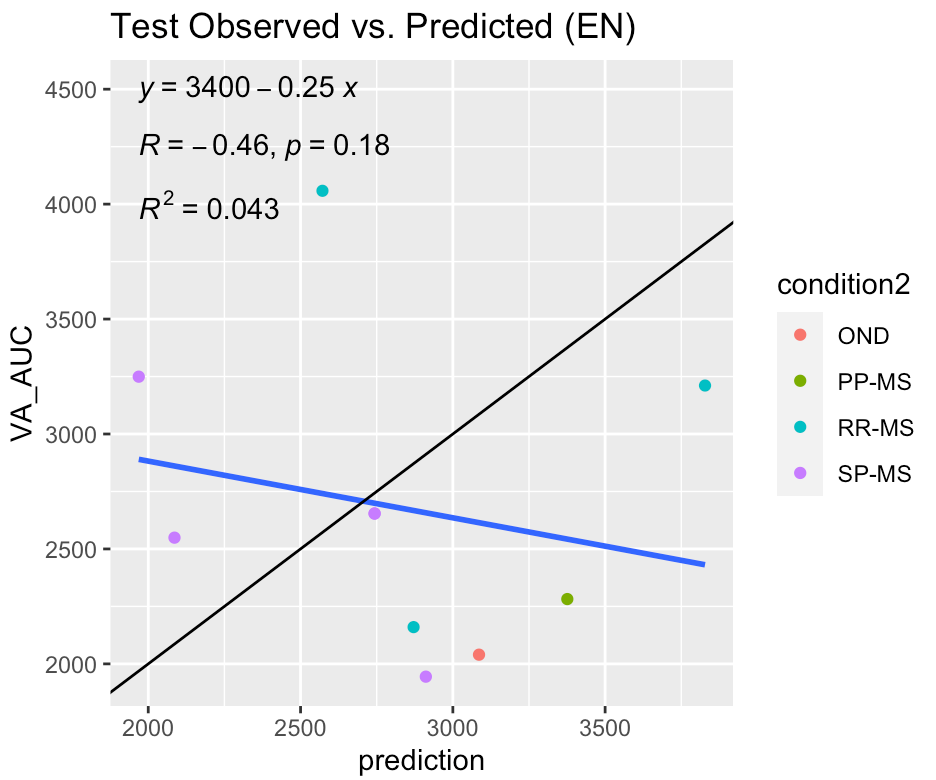 Test Observed vs. Predicted (EN)
y = 3400 – 0.25 x
R = – 0.46, p = 0.18
R² = 0.043
4500
4000
3500
3000
2500
2000
VA_AUC
2000 2500 3000 3500
prediction
condition2
OND
PP-MS
RR-MS
SP-MS